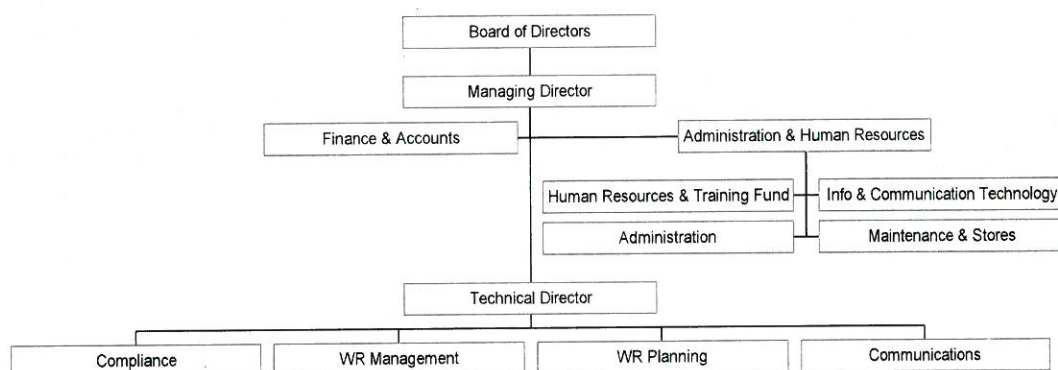 Board of Directors
Managing Director
Finance & Accounts
Administration & Human Resources
Human Resources & Training Fund
Info & Communication Technology
Administration
Maintenance & Stores
Technical Director
Compliance
WR Management
WR Planning
Communications